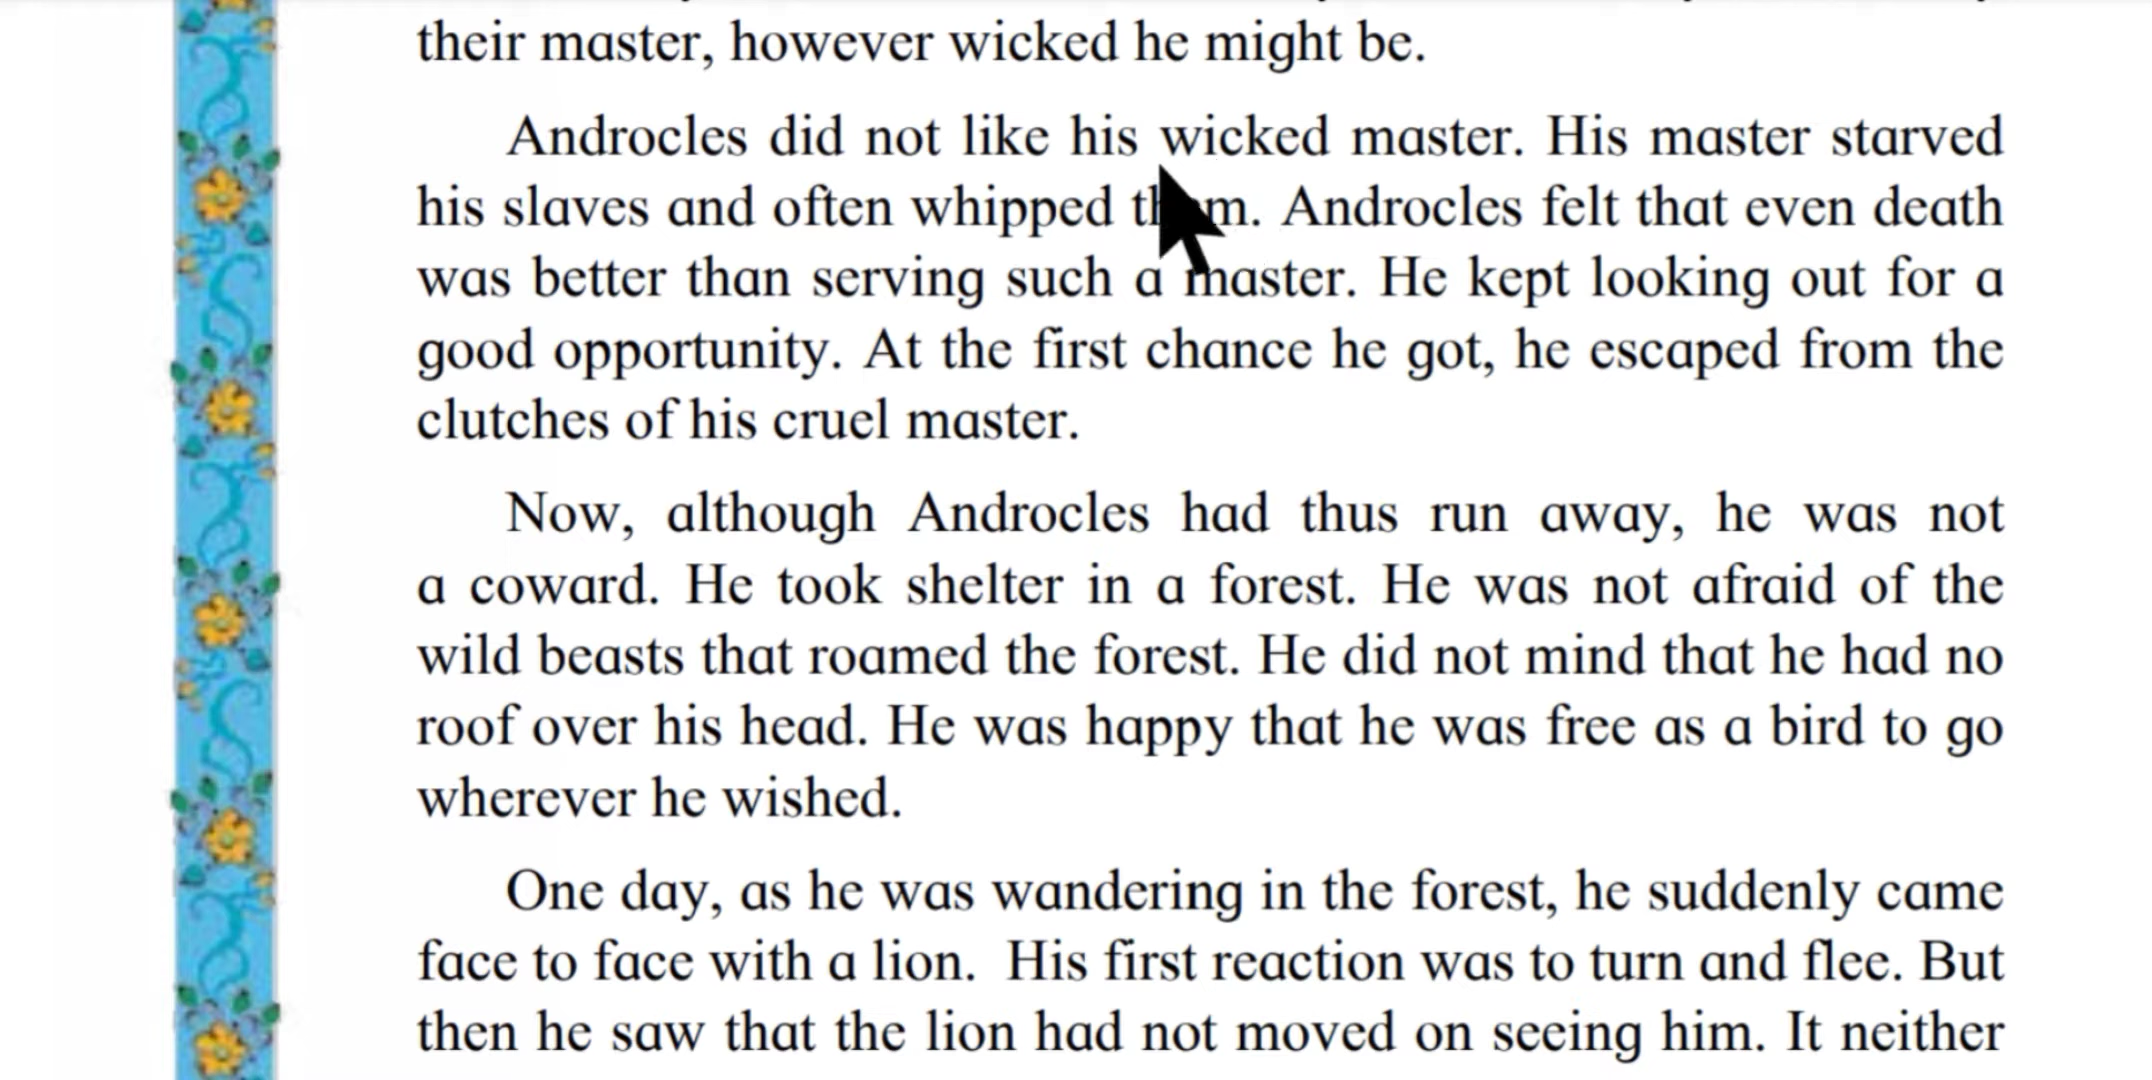 their master, however wicked he might be.
Androcles did not like his wicked master. His master starved
his slaves and often whipped them. Androcles felt that even death
was better than serving such a master. He kept looking out for a
good opportunity. At the first chance he got, he escaped from the
clutches of his cruel master.
Now, although Androcles had thus run away, he was not
a coward. He took shelter in a forest. He was not afraid of the
wild beasts that roamed the forest. He did not mind that he had no
roof over his head. He was happy that he was free as a bird to go
wherever he wished.
One day, as he was wandering in the forest, he suddenly came
face to face with a lion. His first reaction was to turn and flee. But
then he saw that the lion had not moved on seeing him. It neither